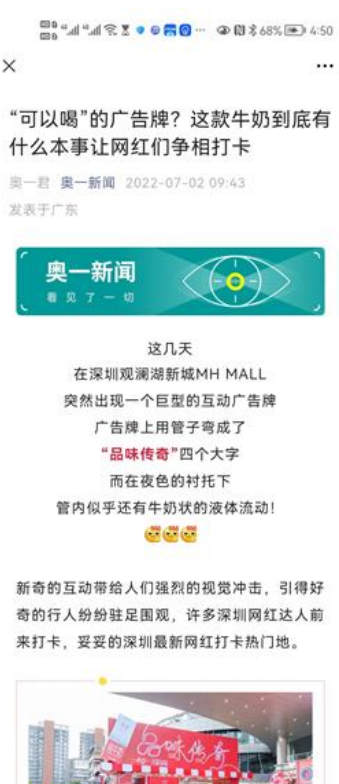 68% 4:50
“可以喝”的广告牌？这款牛奶到底有
什么本事让网红们争相打卡
奥一君 奥一新闻 2022-07-02 09:43
发表于广东
奥一新闻
看见了一切
这几天
在深圳观澜湖新城MH MALL
突然出现一个巨型的互动广告牌
广告牌上用管子弯成了
“品味传奇”四个大字
而在夜色的衬托下
管内似乎还有牛奶状的液体流动！
新奇的互动带给人们强烈的视觉冲击，引得好
奇的行人纷纷驻足围观，许多深圳网红达人前
来打卡，妥妥的深圳最新网红打卡热门地。
品味传奇